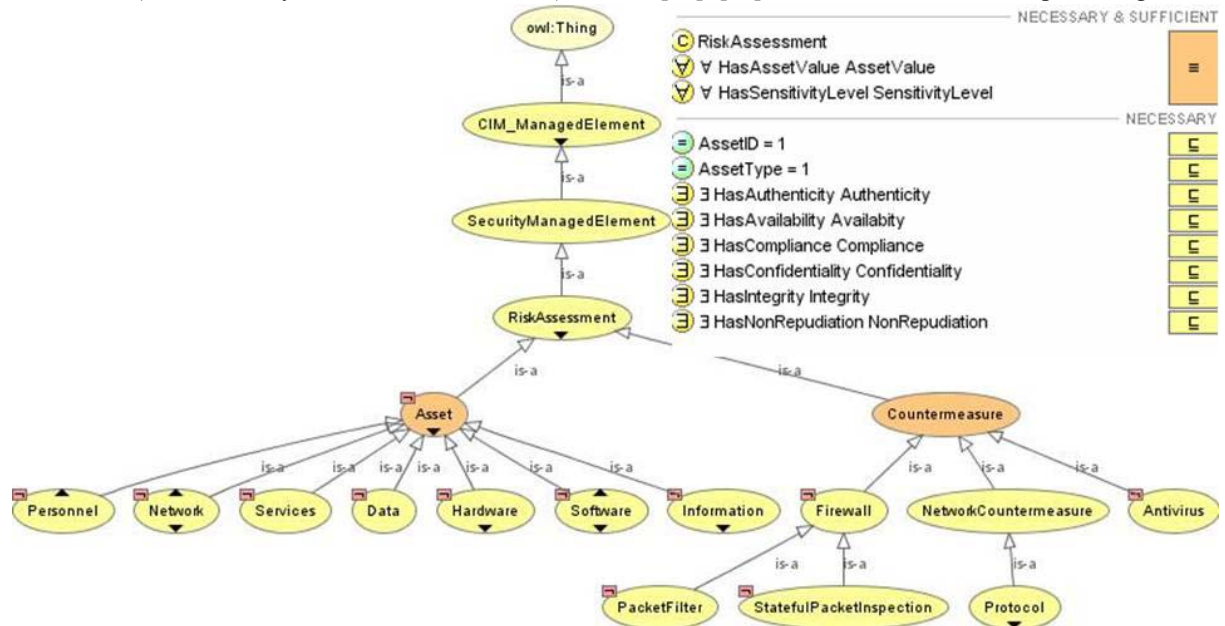 owl:Thing
NECESSARY & SUFFICIENT
C RiskAssessment
∀ ∀ HasAssetValue AssetValue
∀ ∀ HasSensitivityLevel SensitivityLevel
≡
is-a
CIM_ManagedElement
NECESSARY
= AssetID = 1
⊑
= AssetType = 1
⊑
∃ ∃ HasAuthenticity Authenticity
⊑
∃ ∃ HasAvailability Availabity
⊑
∃ ∃ HasCompliance Compliance
⊑
∃ ∃ HasConfidentiality Confidentiality
⊑
∃ ∃ HasIntegrity Integrity
⊑
∃ ∃ HasNonRepudiation NonRepudiation
⊑
is-a
SecurityManagedElement
is-a
RiskAssessment
is-a
is-a
Asset
Countermeasure
is-a
is-a
is-a
is-a
is-a
is-a
is-a
is-a
is-a
Personnel
Network
Services
Data
Hardware
Software
Information
Firewall
NetworkCountermeasure
Antivirus
is-a
is-a
is-a
PacketFilter
StatefulPacketInspection
Protocol